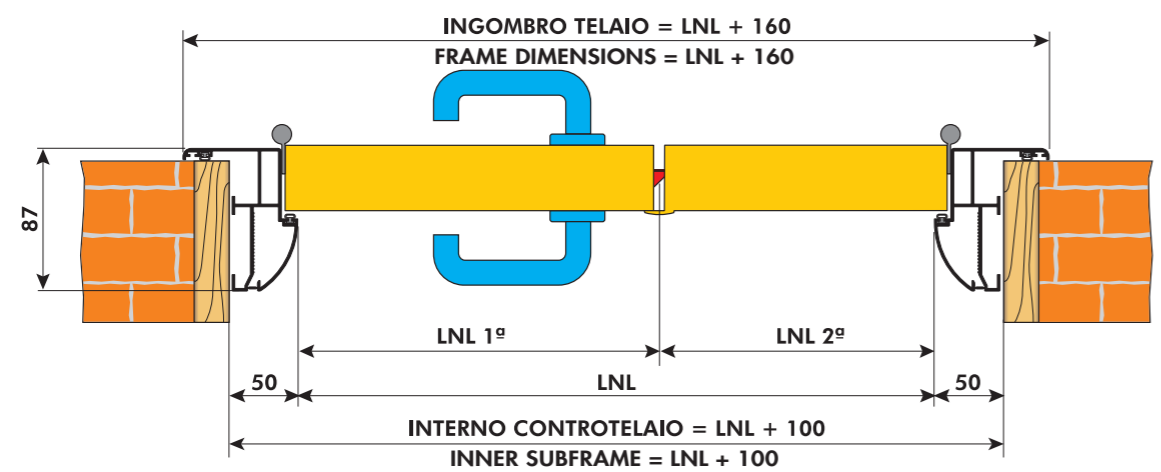 INGOMBRO TELAIO = LNL + 160
FRAME DIMENSIONS = LNL + 160
87
LNL 1ª
LNL 2ª
50
LNL
50
INTERNO CONTROTELAIO = LNL + 100
INNER SUBFRAME = LNL + 100